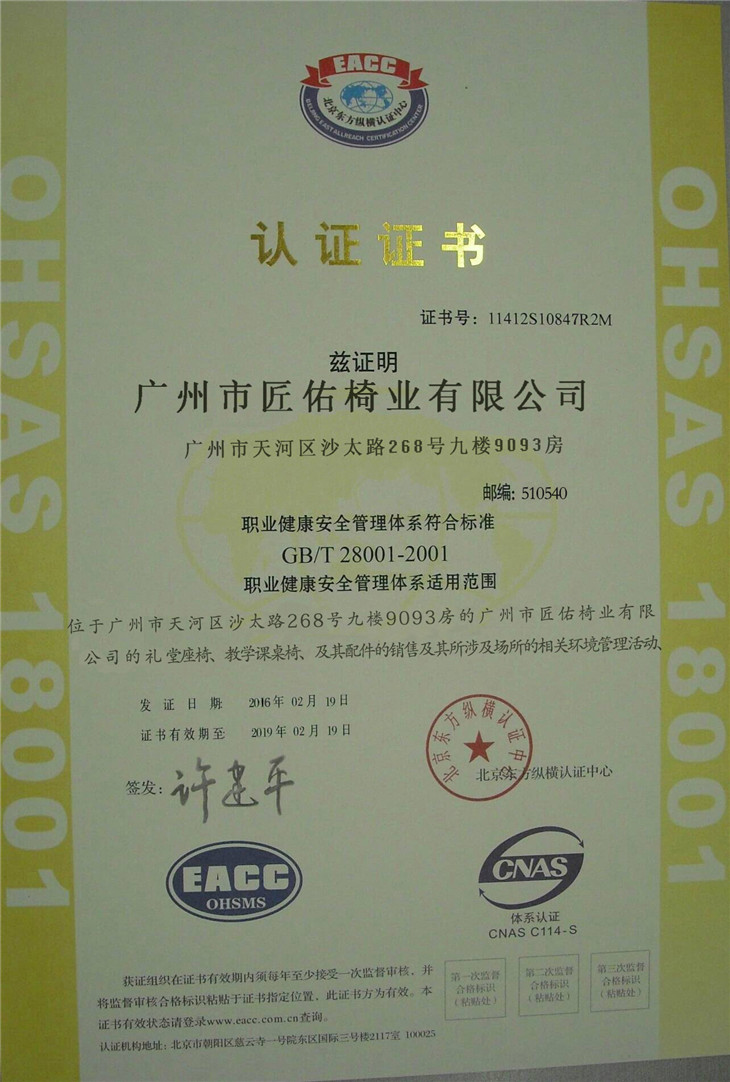 EACC
北京东方纵横认证中心
BEIJING EAST ALLREACH CERTIFICATION CENTER
认证证书
证书号：11412S10847R2M
兹证明
广州市匠佑椅业有限公司
广州市天河区沙太路268号九楼9093房
邮编: 510540
职业健康安全管理体系符合标准
GB/T 28001-2001
职业健康安全管理体系适用范围
位于广州市天河区沙太路268号九楼9093房的广州市匠佑椅业有限
公司的礼堂座椅、教学课桌椅、及其配件的销售及其所涉及场所的相关环境管理活动、
发证日期 2016年 02月 19日
证书有效期至 2019年 02月 19日
签发: 许建平
北京东方纵横认证中心
北京东方纵横认证中心
EACC
OHSMS
CNAS
体系认证
CNAS C114-S
获证组织在证书有效期内须每年至少接受一次监督审核、并
将监督审核合格标识粘贴于证书指定位置、此证书方为有效。本
证书有效状态请登录www.eacc.com.cn查询。
认证机构地址: 北京市朝阳区慈云寺一号院东区国际三号楼2117室 100025
第一次监督
合格标识
（粘贴处）
第二次监督
合格标识
（粘贴处）
第三次监督
合格标识
（粘贴处）
OHSAS 18001
OHSAS 18001